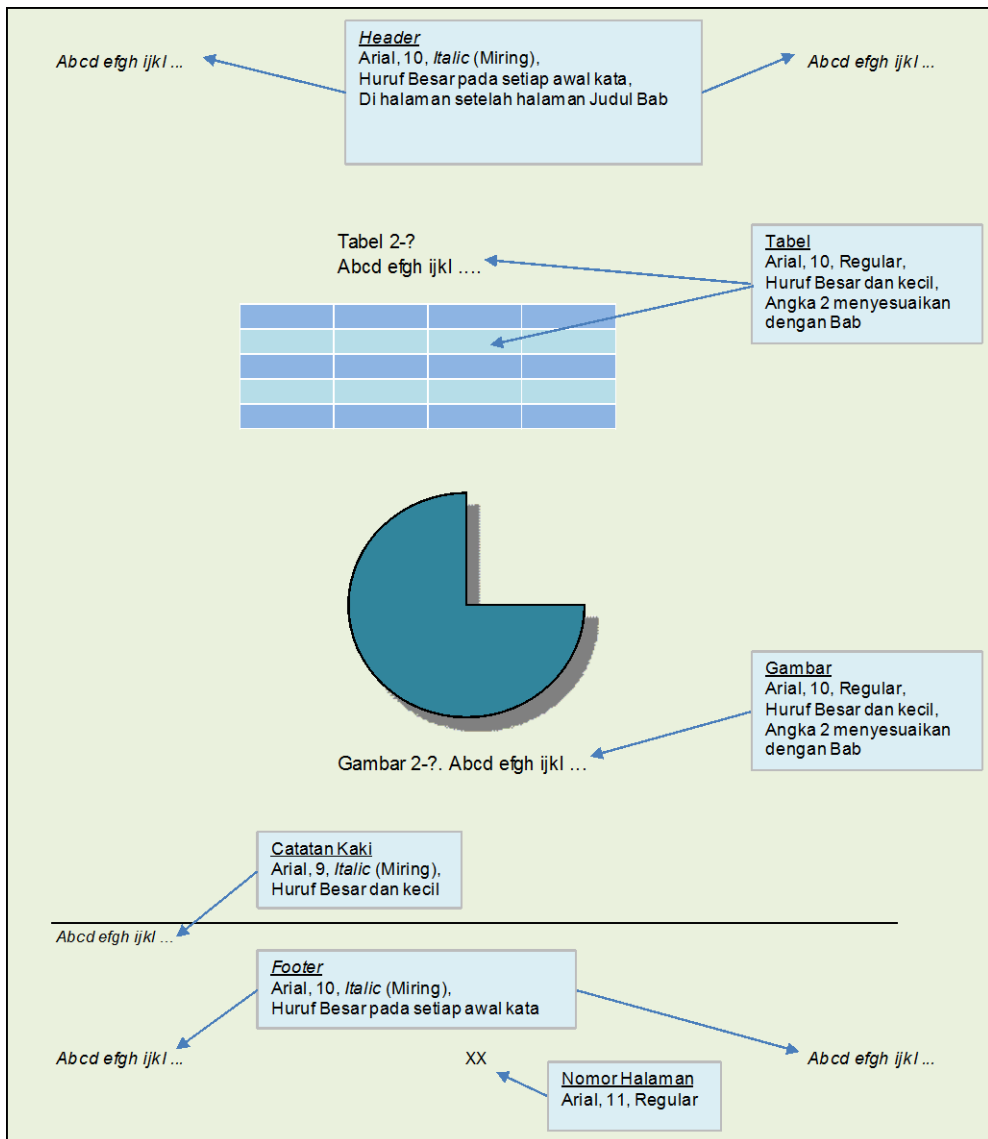 Header
Abcd efgh ijkl ...
Arial, 10, Italic (Miring),
Huruf Besar pada setiap awal kata,
Di halaman setelah halaman Judul Bab
Abcd efgh ijkl ...
Tabel 2-?
Abcd efgh ijkl ....
Tabel
Arial, 10, Regular,
Huruf Besar dan kecil,
Angka 2 menyesuaikan
dengan Bab
Gambar
Arial, 10, Regular,
Huruf Besar dan kecil,
Angka 2 menyesuaikan
dengan Bab
Gambar 2-?. Abcd efgh ijkl ...
Catatan Kaki
Arial, 9, Italic (Miring),
Huruf Besar dan kecil
Abcd efgh ijkl ...
Footer
Arial, 10, Italic (Miring),
Huruf Besar pada setiap awal kata
Abcd efgh ijkl ...
XX
Abcd efgh ijkl ...
Nomor Halaman
Arial, 11, Regular